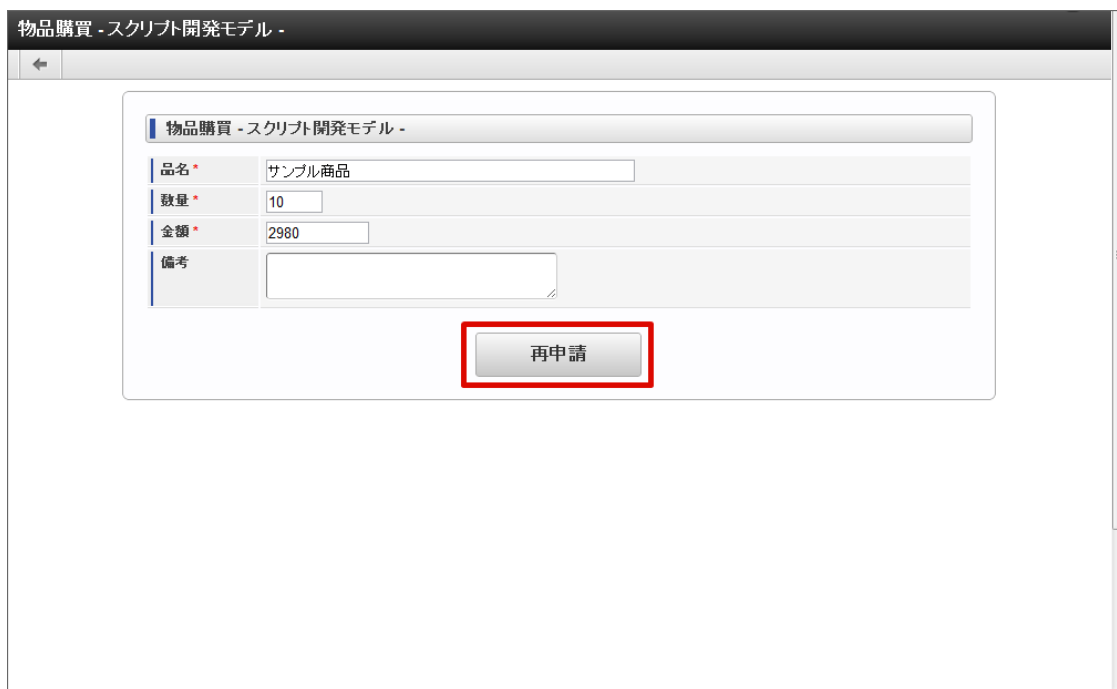 物品購買 - スクリプト開発モデル -
物品購買 - スクリプト開発モデル -
品名 * サンプル商品
数量 * 10
金額 * 2980
備考
再申請